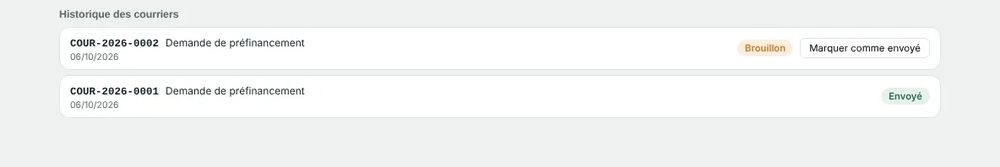 Historique des courriers
COUR-2026-0002 Demande de préfinancement
06/10/2026
Brouillon
Marquer comme envoyé
COUR-2026-0001 Demande de préfinancement
06/10/2026
Envoyé